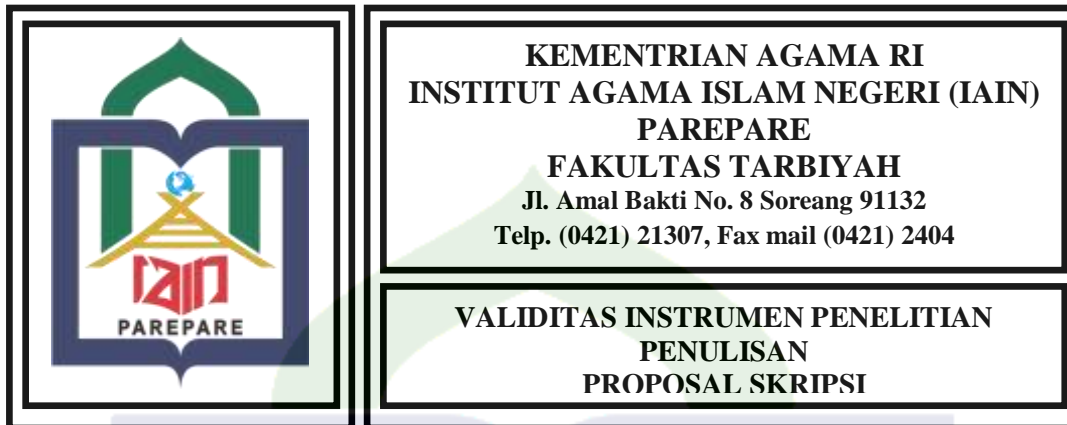 IAIN
PAREPARE
KEMENTRIAN AGAMA RI
INSTITUT AGAMA ISLAM NEGERI (IAIN)
PAREPARE
FAKULTAS TARBIYAH
Jl. Amal Bakti No. 8 Soreang 91132
Telp. (0421) 21307, Fax mail (0421) 2404
VALIDITAS INSTRUMEN PENELITIAN
PENULISAN
PROPOSAL SKRIPSI